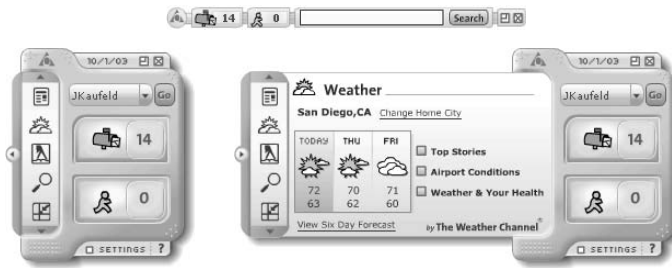 14 0 Search
10/1/03
JKaufeld Go
14
0
SETTINGS ?
Weather
San Diego,CA Change Home City
TODAY THU FRI
72 70 71
63 62 60
Top Stories
Airport Conditions
Weather & Your Health
View Six Day Forecast by The Weather Channel®
10/1/03
JKaufeld Go
14
0
SETTINGS ?